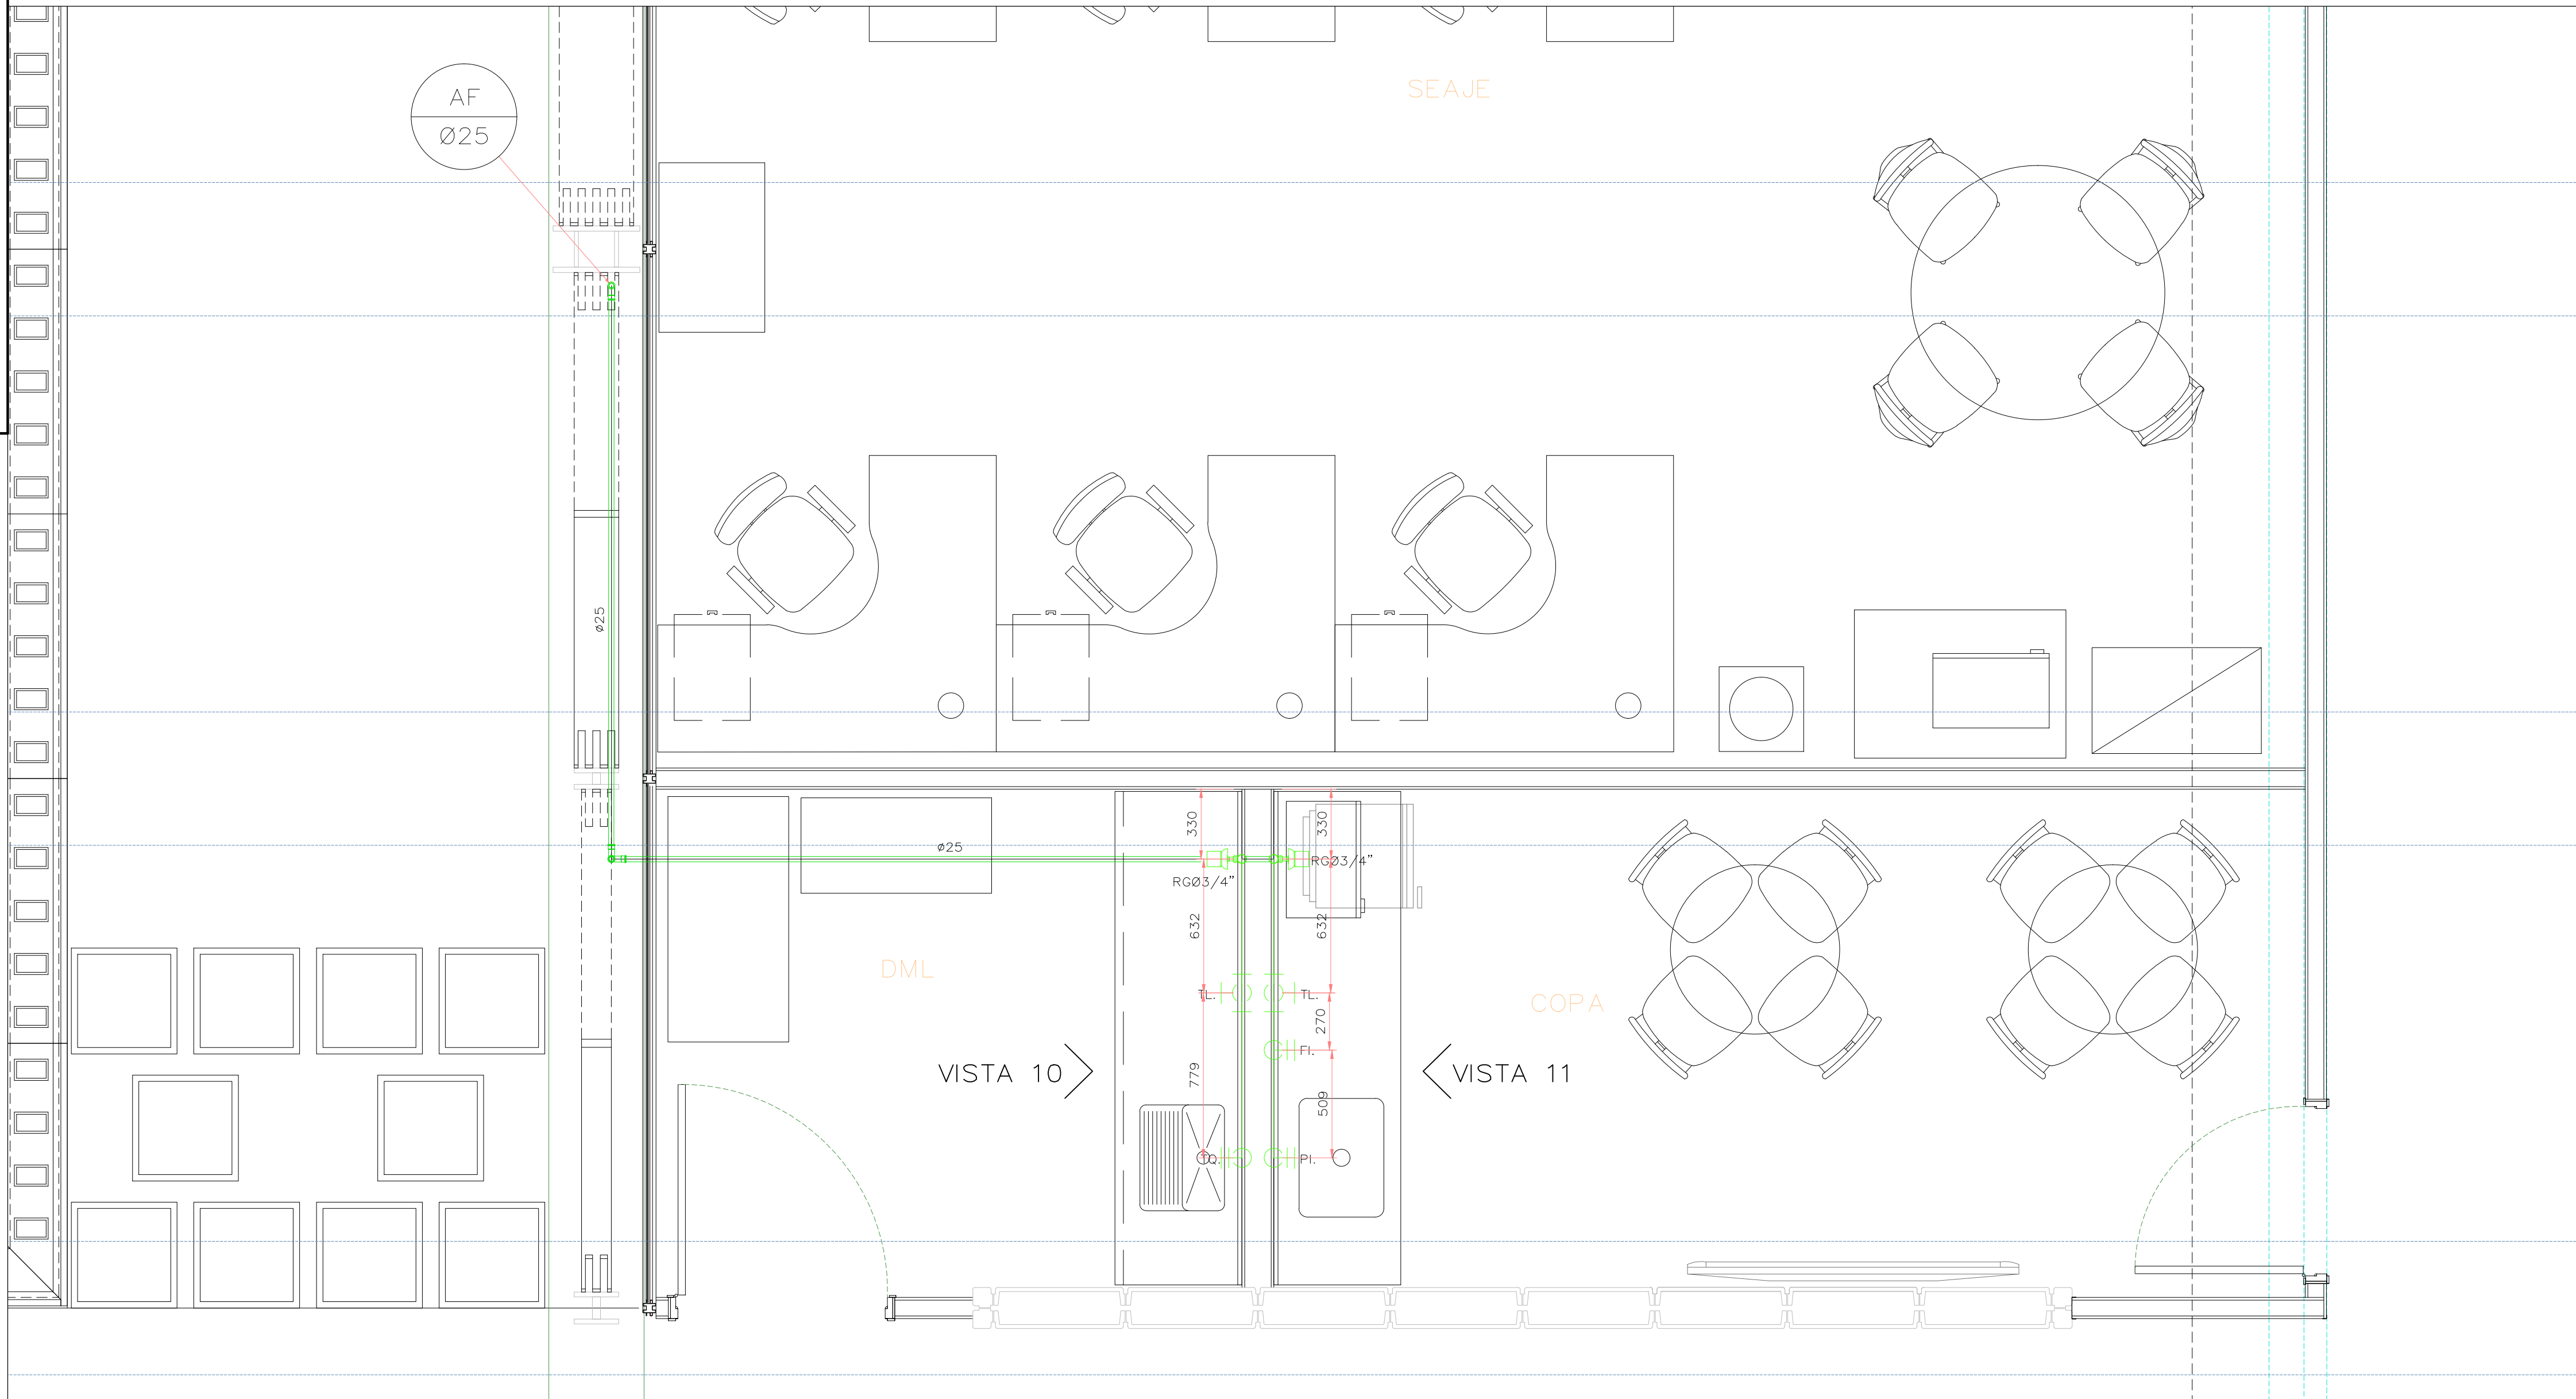 SEAJE
AF
Ø25
ø25
330
330
ø25
RGØ3/4"
RGØ3/4"
632
632
DML
TL.
TL.
COPA
270
FI.
VISTA 10
779
VISTA 11
509
TQ.
PI.